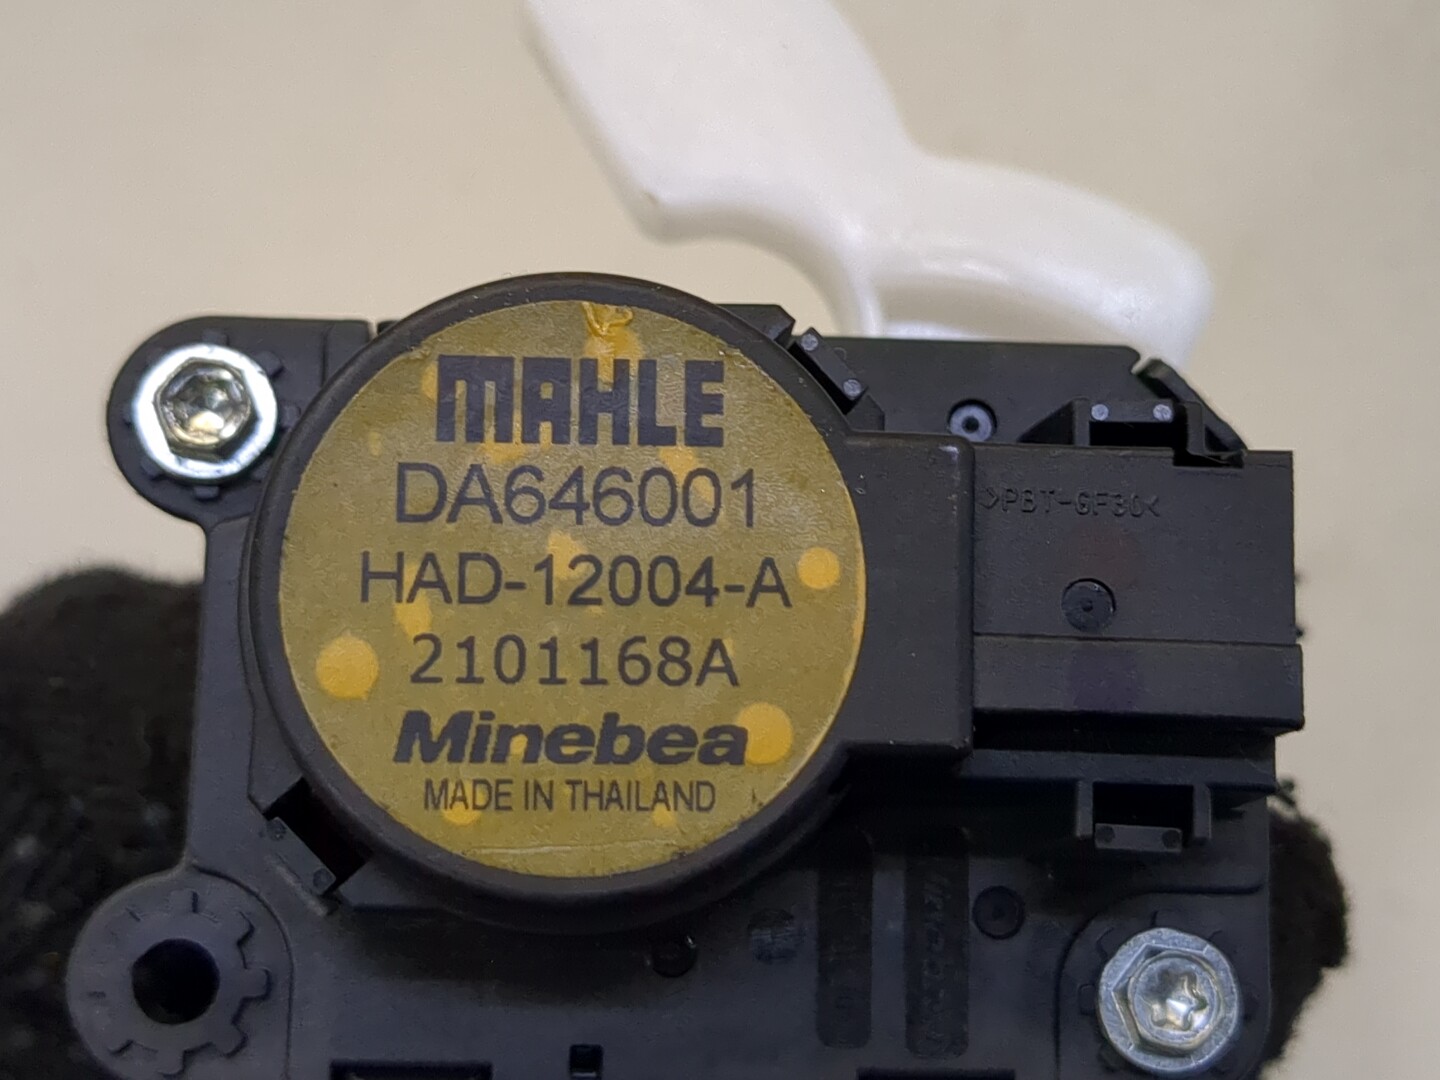 MAHLE
DA646001
HAD-12004-A
2101168A
Minebea
MADE IN THAILAND
>PBT-GF30<